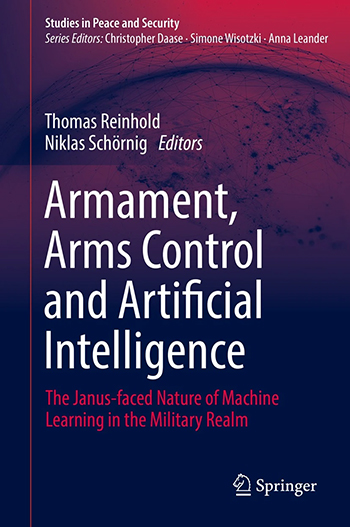 Studies in Peace and Security
Series Editors: Christopher Daase · Simone Wisotzki · Anna Leander
Thomas Reinhold
Niklas Schörnig Editors
Armament,
Arms Control
and Artificial
Intelligence
The Janus-faced Nature of Machine
Learning in the Military Realm
Springer